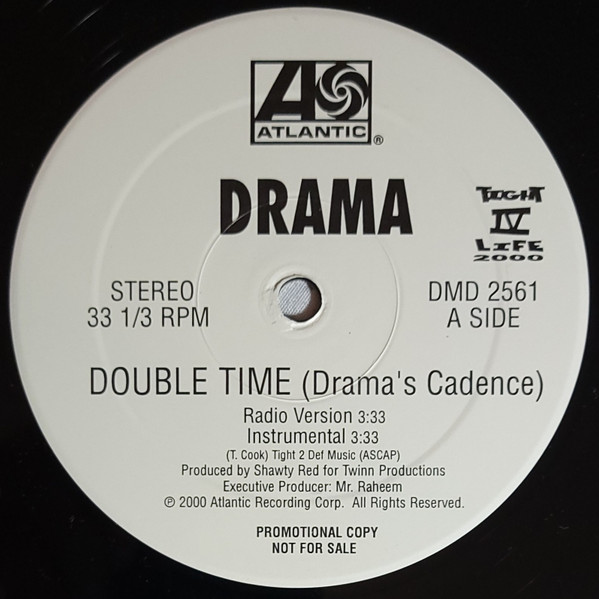 ATLANTIC ®
DRAMA
TIGHT
IV
LIFE
2000
STEREO
33 1/3 RPM
DMD 2561
A SIDE
DOUBLE TIME (Drama's Cadence)
Radio Version 3:33
Instrumental 3:33
(T. Cook) Tight 2 Def Music (ASCAP)
Produced by Shawty Red for Twinn Productions
Executive Producer: Mr. Raheem
℗ 2000 Atlantic Recording Corp. All Rights Reserved.
PROMOTIONAL COPY
NOT FOR SALE